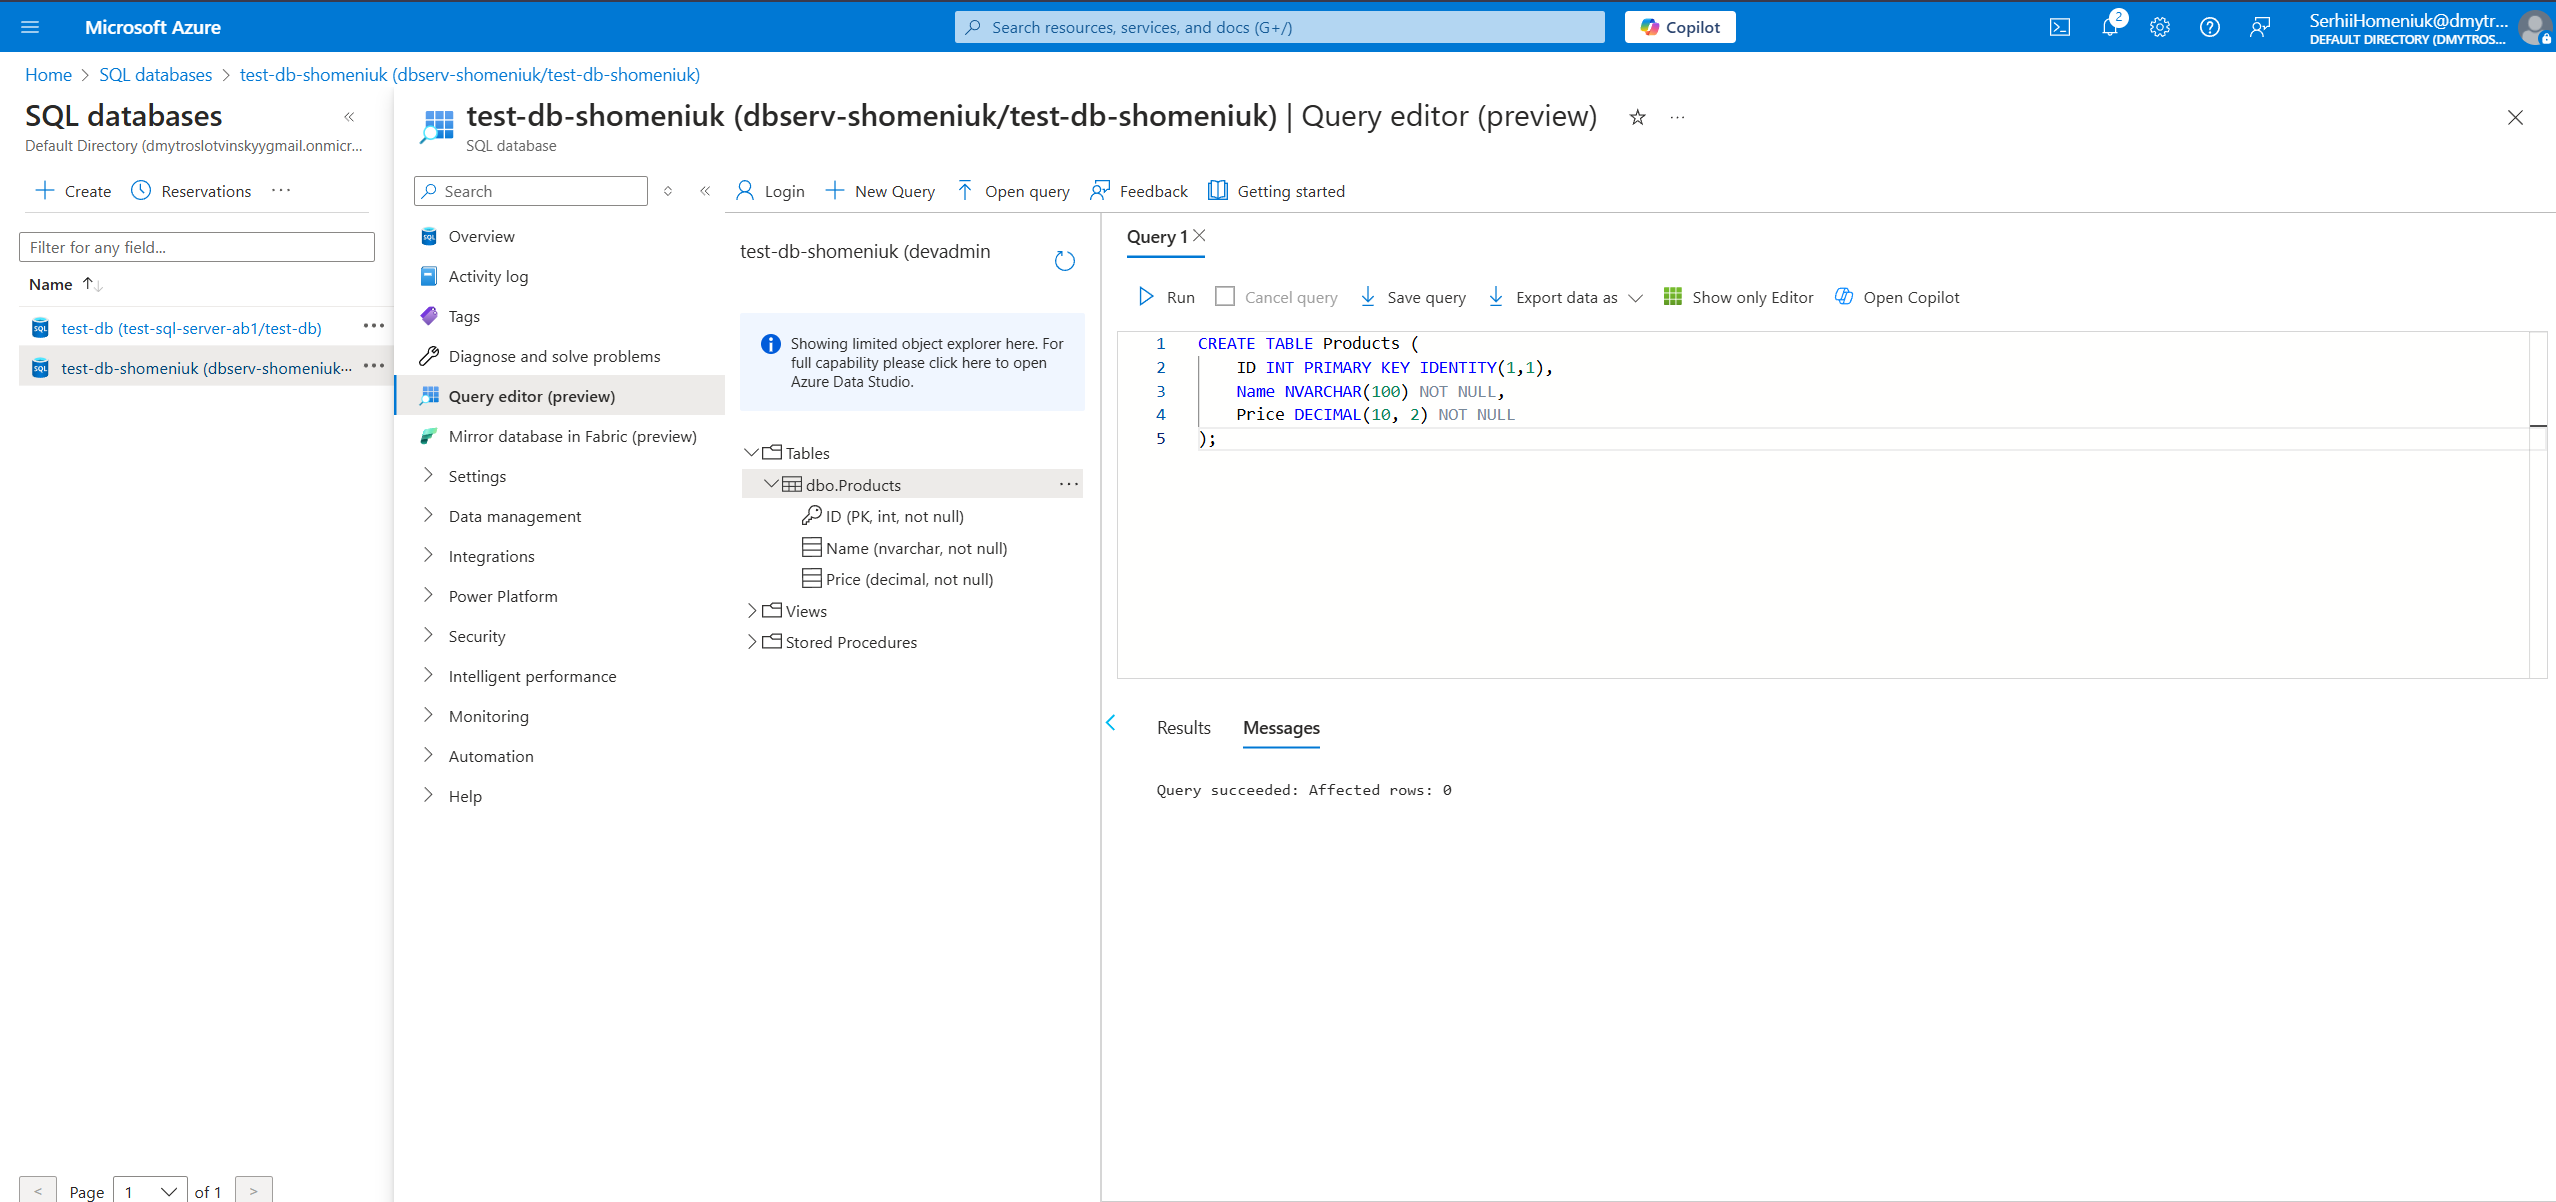 Microsoft Azure
Search resources, services, and docs (G+/)
Copilot
2
SerhiiHomeniuk@dmytr...
DEFAULT DIRECTORY (DMYTROS...
Home > SQL databases > test-db-shomeniuk (dbserv-shomeniuk/test-db-shomeniuk)
SQL databases
Default Directory (dmytroslotvinskyygmail.onmicr...
Create
Reservations
Filter for any field...
Name
test-db (test-sql-server-ab1/test-db)
test-db-shomeniuk (dbserv-shomeniuk...
< Page 1 of 1 >
test-db-shomeniuk (dbserv-shomeniuk/test-db-shomeniuk) | Query editor (preview)
SQL database
Search
Overview
Activity log
Tags
Diagnose and solve problems
Query editor (preview)
Mirror database in Fabric (preview)
Settings
Data management
Integrations
Power Platform
Security
Intelligent performance
Monitoring
Automation
Help
Login
New Query
Open query
Feedback
Getting started
test-db-shomeniuk (devadmin
Showing limited object explorer here. For
full capability please click here to open
Azure Data Studio.
Tables
dbo.Products
ID (PK, int, not null)
Name (nvarchar, not null)
Price (decimal, not null)
Views
Stored Procedures
Query 1
Run
Cancel query
Save query
Export data as
Show only Editor
Open Copilot
1 CREATE TABLE Products (
2 ID INT PRIMARY KEY IDENTITY(1,1),
3 Name NVARCHAR(100) NOT NULL,
4 Price DECIMAL(10, 2) NOT NULL
5 );
Results
Messages
Query succeeded: Affected rows: 0